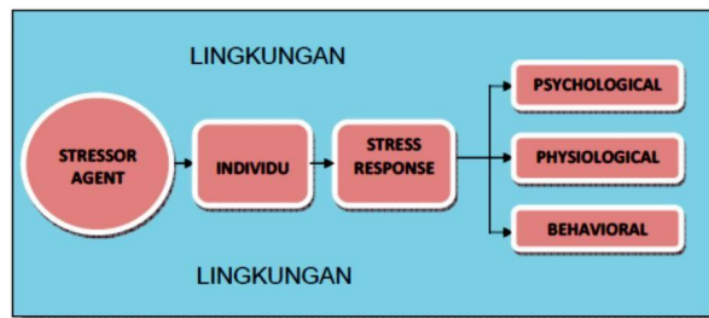 LINGKUNGAN
STRESSOR
AGENT
INDIVIDU
STRESS
RESPONSE
PSYCHOLOGICAL
PHYSIOLOGICAL
BEHAVIORAL
LINGKUNGAN